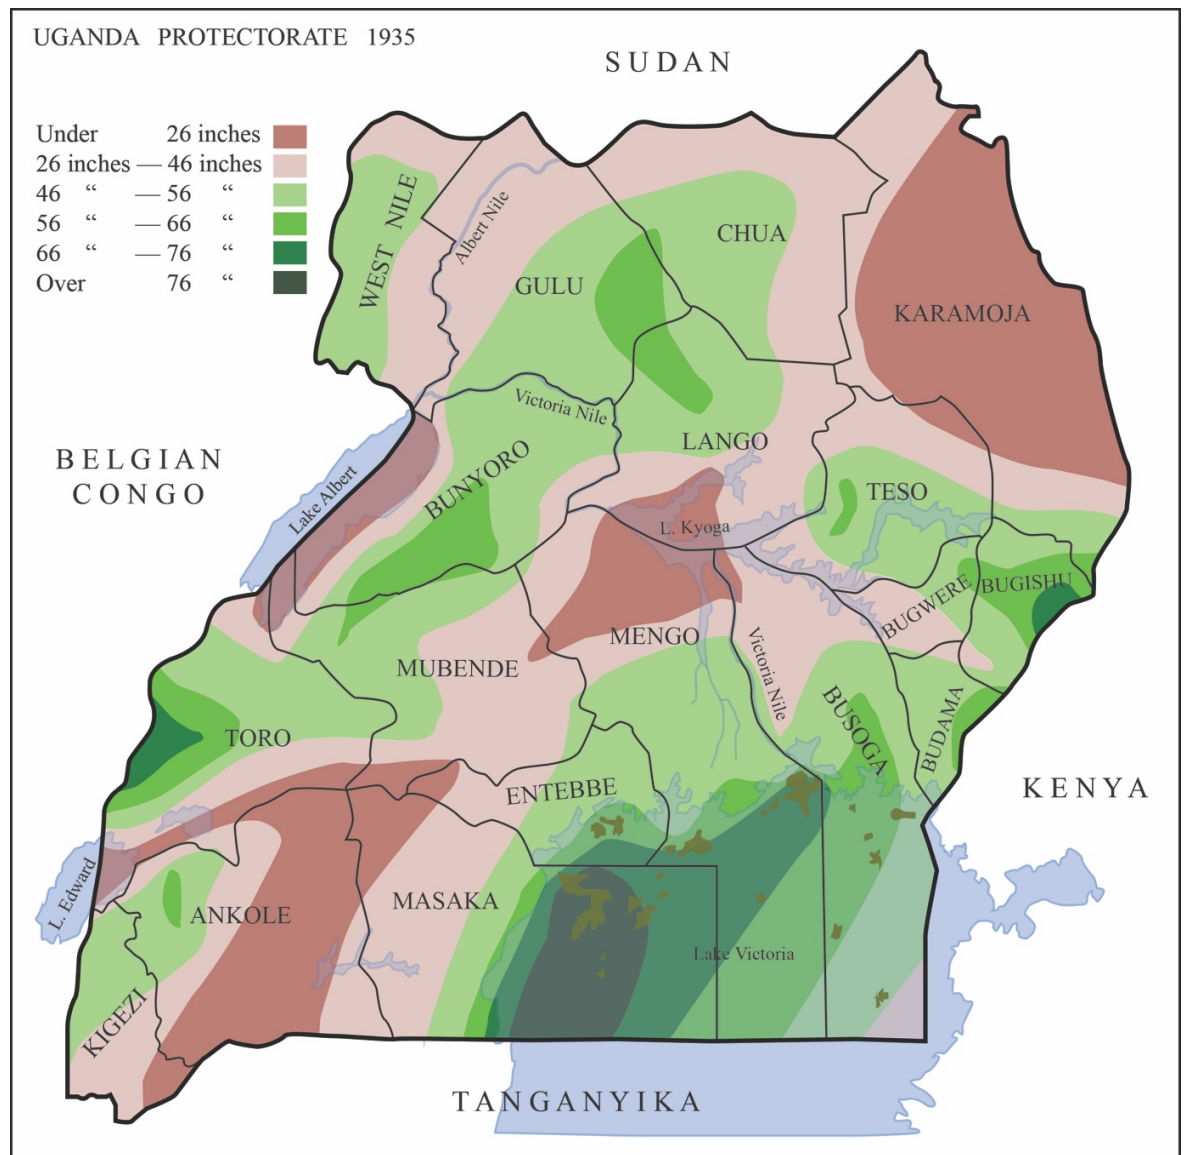 UGANDA PROTECTORATE 1935
SUDAN
Under 26 inches
26 inches — 46 inches
46 “ — 56 “
56 “ — 66 “
66 “ — 76 “
Over 76 “
WEST NILE
Albert Nile
CHUA
GULU
KARAMOJA
Victoria Nile
LANGO
BELGIAN
CONGO
BUNYORO
Lake Albert
TESO
L. Kyoga
BUGISHU
BUGWERE
MENGO
MUBENDE
Victoria Nile
BUSOGA
BUDAMA
TORO
ENTEBBE
KENYA
L. Edward
ANKOLE
MASAKA
Lake Victoria
KIGEZI
TANGANYIKA